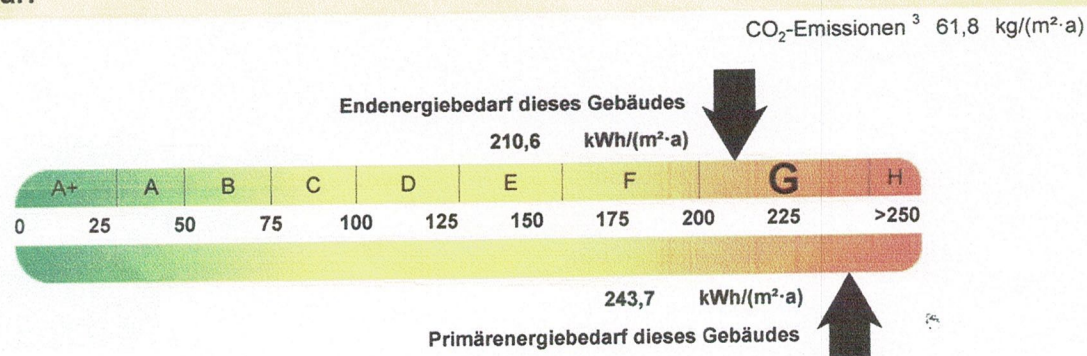 CO₂-Emissionen ³ 61,8 kg/(m²·a)
Endenergiebedarf dieses Gebäudes
210,6 kWh/(m²·a)
A+ A B C D E F G H
0 25 50 75 100 125 150 175 200 225 >250
243,7 kWh/(m²·a)
Primärenergiebedarf dieses Gebäudes